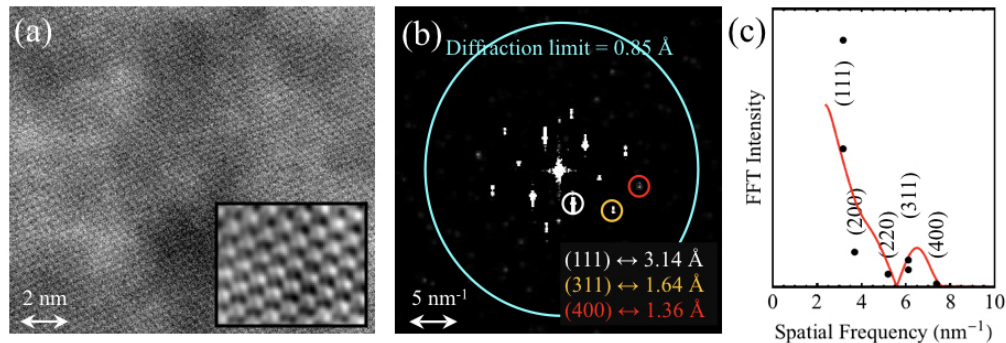 (a)
2 nm
(b)
Diffraction limit = 0.85 Å
5 nm⁻¹
(111) ↔ 3.14 Å
(311) ↔ 1.64 Å
(400) ↔ 1.36 Å
(c)
FFT Intensity
(111)
(200)
(220)
(311)
(400)
0 2 4 6 8 10
Spatial Frequency (nm⁻¹)